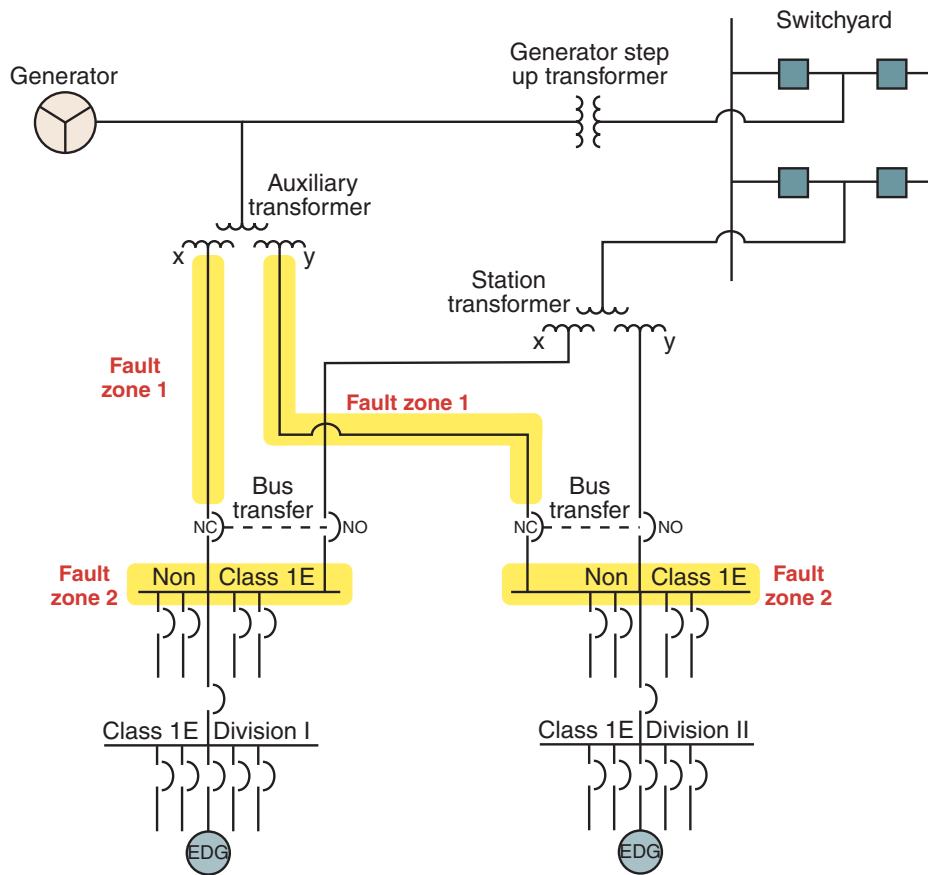 Switchyard
Generator step
up transformer
Generator
Auxiliary
transformer
x
y
Station
transformer
x
y
Fault
zone 1
Fault zone 1
Bus
transfer
NC
NO
Bus
transfer
NC
NO
Fault
zone 2
Non Class 1E
Non Class 1E
Fault
zone 2
Class 1E Division I
Class 1E Division II
EDG
EDG